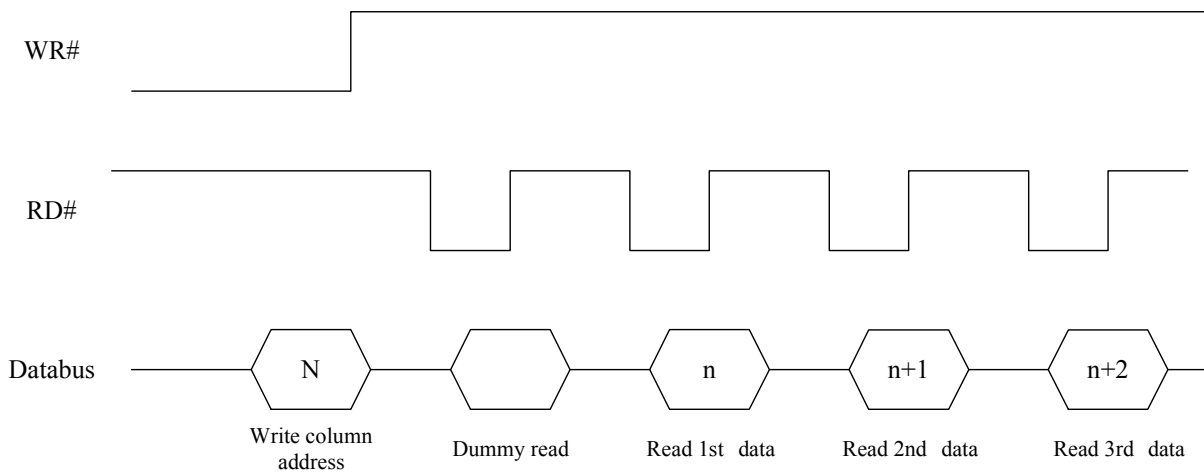 WR#
RD#
Databus
N
n
n+1
n+2
Write column
address
Dummy read
Read 1st data
Read 2nd data
Read 3rd data